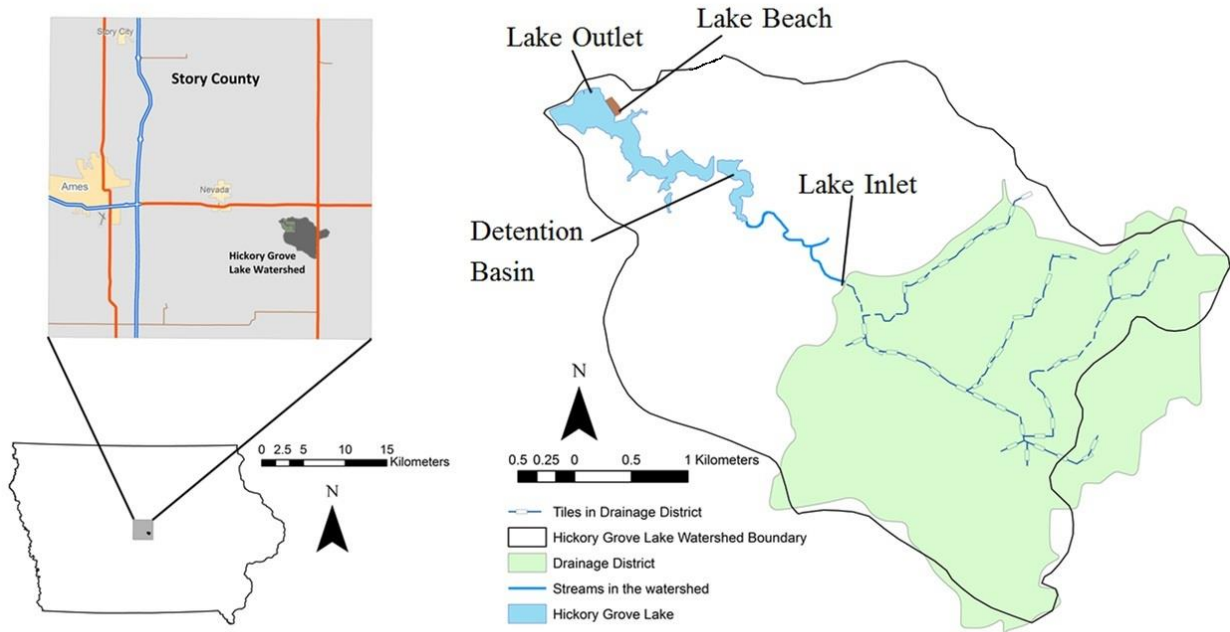 Story City
Story County
Ames
Nevada
Hickory Grove
Lake Watershed
0 2.5 5 10 15
Kilometers
N
Lake Outlet
Lake Beach
Lake Inlet
Detention
Basin
N
0.5 0.25 0 0.5 1 Kilometers
Tiles in Drainage District
Hickory Grove Lake Watershed Boundary
Drainage District
Streams in the watershed
Hickory Grove Lake